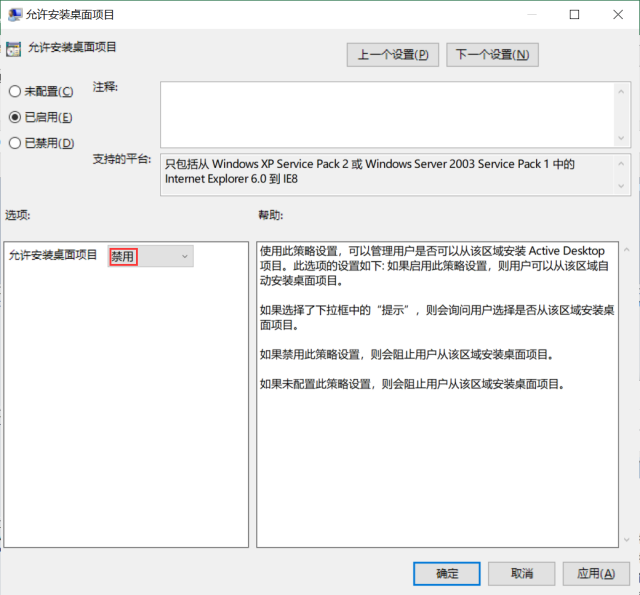 允许安装桌面项目
允许安装桌面项目
上一个设置(P)
下一个设置(N)
未配置(C)
注释:
已启用(E)
已禁用(D)
支持的平台:
只包括从 Windows XP Service Pack 2 或 Windows Server 2003 Service Pack 1 中的
Internet Explorer 6.0 到 IE8
选项:
帮助:
允许安装桌面项目
禁用
使用此策略设置，可以管理用户是否可以从该区域安装 Active Desktop
项目。此选项的设置如下: 如果启用此策略设置，则用户可以从该区域自
动安装桌面项目。
如果选择了下拉框中的“提示”，则会询问用户选择是否从该区域安装桌
面项目。
如果禁用此策略设置，则会阻止用户从该区域安装桌面项目。
如果未配置此策略设置，则会阻止用户从该区域安装桌面项目。
确定
取消
应用(A)